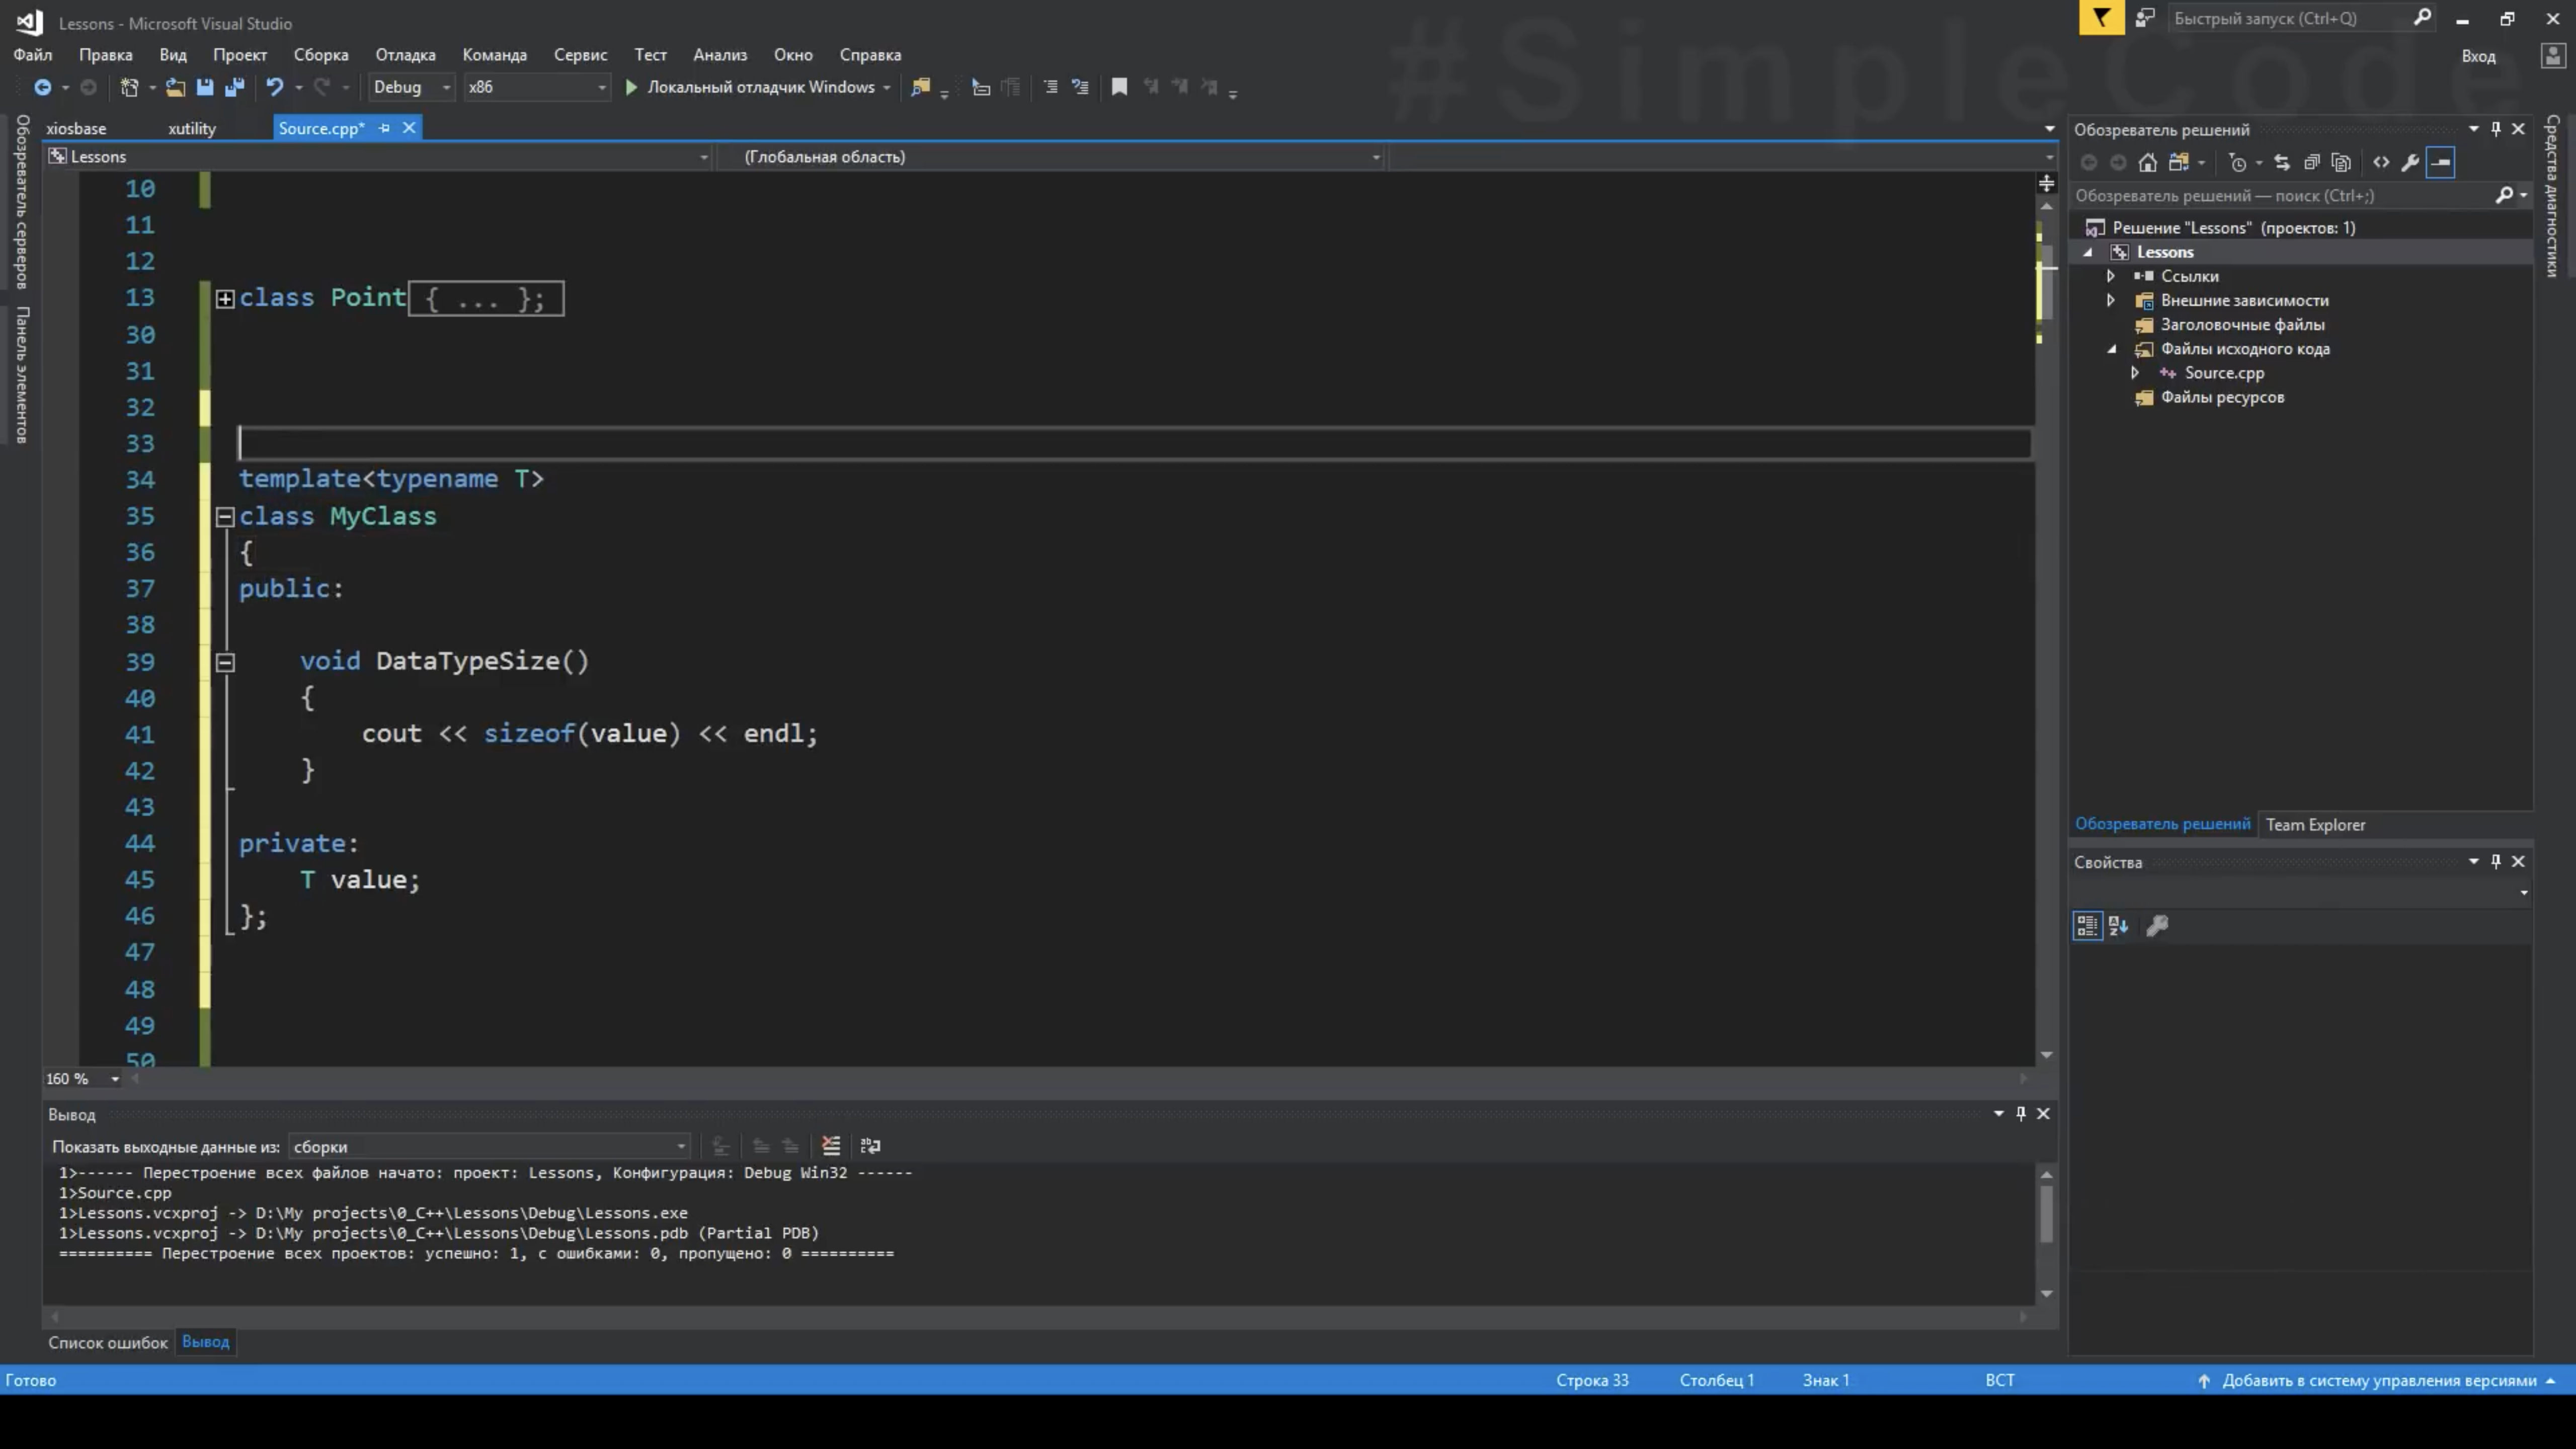 #SimpleCode
Lessons - Microsoft Visual Studio
Быстрый запуск (Ctrl+Q)
Файл Правка Вид Проект Сборка Отладка Команда Сервис Тест Анализ Окно Справка
Вход
Debug x86 Локальный отладчик Windows
Обозреватель серверов
Панель элементов
xiosbase xutility Source.cpp*
Lessons (Глобальная область)
10
11
12
13 class Point{ ... };
30
31
32
33
34 template<typename T>
35 class MyClass
36 {
37 public:
38
39 void DataTypeSize()
40 {
41 cout << sizeof(value) << endl;
42 }
43
44 private:
45 T value;
46 };
47
48
49
50
160 %
Вывод
Показать выходные данные из: сборки
1>------ Перестроение всех файлов начато: проект: Lessons, Конфигурация: Debug Win32 ------
1>Source.cpp
1>Lessons.vcxproj -> D:\My projects\0_C++\Lessons\Debug\Lessons.exe
1>Lessons.vcxproj -> D:\My projects\0_C++\Lessons\Debug\Lessons.pdb (Partial PDB)
========== Перестроение всех проектов: успешно: 1, с ошибками: 0, пропущено: 0 ==========
Список ошибок Вывод
Обозреватель решений
Обозреватель решений — поиск (Ctrl+;)
Решение "Lessons" (проектов: 1)
Lessons
Ссылки
Внешние зависимости
Заголовочные файлы
Файлы исходного кода
Source.cpp
Файлы ресурсов
Обозреватель решений Team Explorer
Свойства
Средства диагностики
Готово Строка 33 Столбец 1 Знак 1 ВСТ Добавить в систему управления версиями